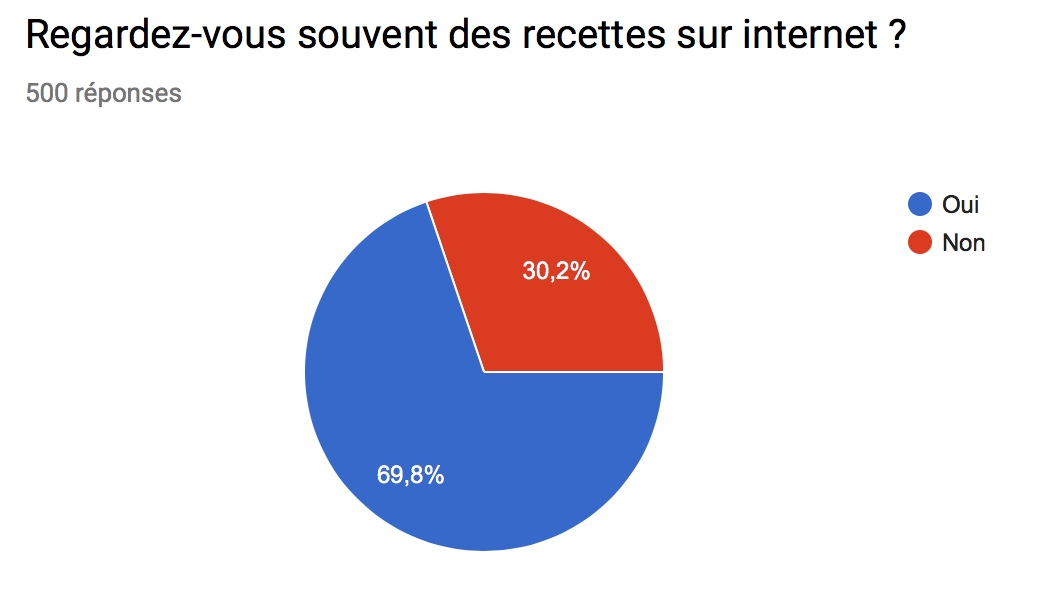 Regardez-vous souvent des recettes sur internet ?
500 réponses
Oui
Non
30,2%
69,8%